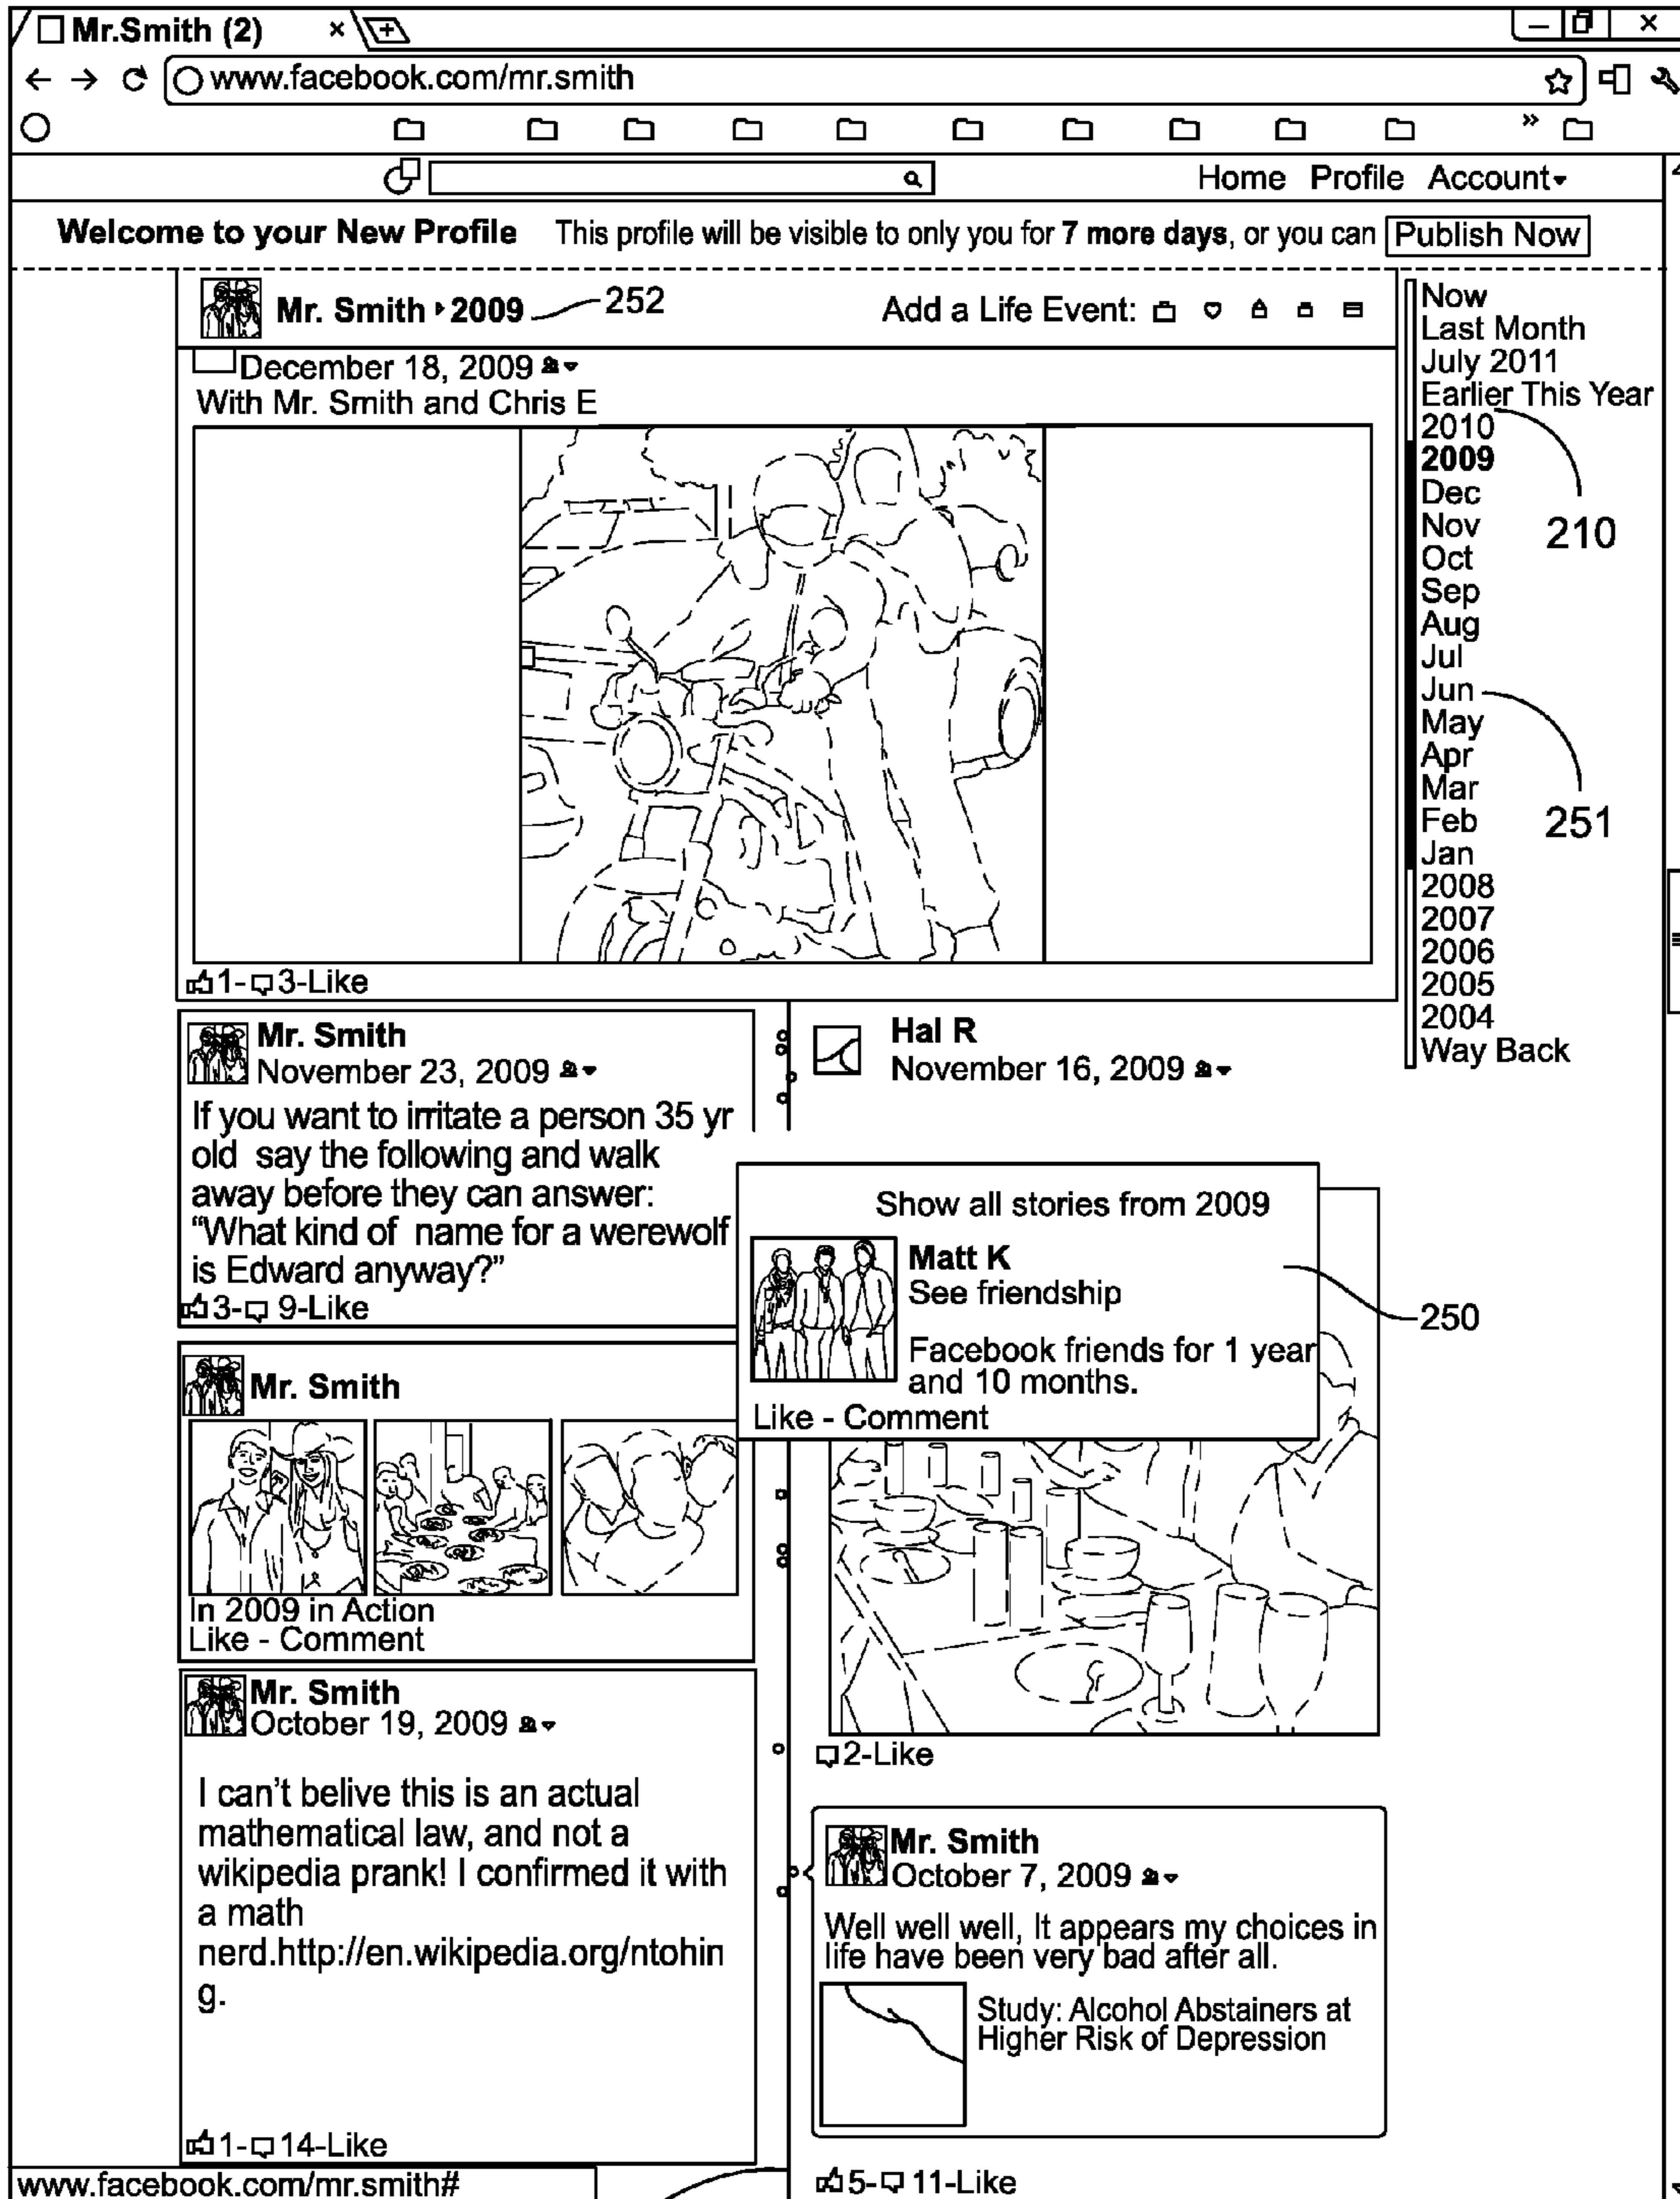 Mr.Smith (2)
www.facebook.com/mr.smith
Home Profile Account
Welcome to your New Profile This profile will be visible to only you for 7 more days, or you can Publish Now
Mr. Smith 2009 252 Add a Life Event:
December 18, 2009
With Mr. Smith and Chris E
1- 3-Like
Now
Last Month
July 2011
Earlier This Year
2010
2009
Dec
Nov
Oct
Sep
Aug
Jul
Jun
May
Apr
Mar
Feb
Jan
2008
2007
2006
2005
2004
Way Back
210
251
Mr. Smith
November 23, 2009
If you want to irritate a person 35 yr
old say the following and walk
away before they can answer:
“What kind of name for a werewolf
is Edward anyway?”
3- 9-Like
Hal R
November 16, 2009
Show all stories from 2009
Matt K
See friendship
Facebook friends for 1 year
and 10 months.
Like - Comment
250
Mr. Smith
In 2009 in Action
Like - Comment
2-Like
Mr. Smith
October 19, 2009
I can't belive this is an actual
mathematical law, and not a
wikipedia prank! I confirmed it with
a math
nerd.http://en.wikipedia.org/ntohin
g.
1- 14-Like
Mr. Smith
October 7, 2009
Well well well, It appears my choices in
life have been very bad after all.
Study: Alcohol Abstainers at
Higher Risk of Depression
5- 11-Like
www.facebook.com/mr.smith#